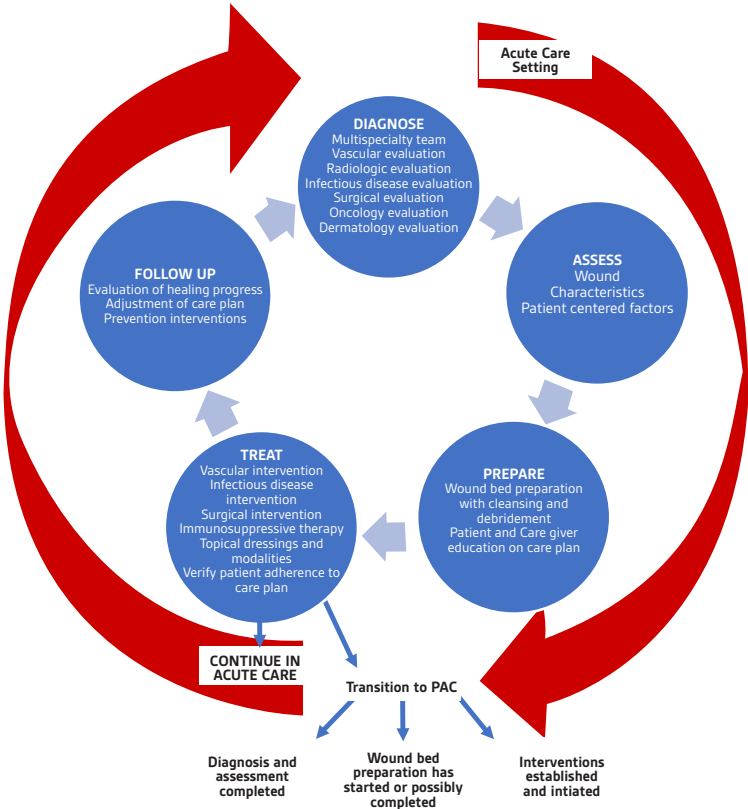 Acute Care
Setting
DIAGNOSE
Multispecialty team
Vascular evaluation
Radiologic evaluation
Infectious disease evaluation
Surgical evaluation
Oncology evaluation
Dermatology evaluation
ASSESS
Wound
Characteristics
Patient centered factors
PREPARE
Wound bed preparation
with cleansing and
debridement
Patient and Care giver
education on care plan
TREAT
Vascular intervention
Infectious disease
intervention
Surgical intervention
Immunosuppressive therapy
Topical dressings and
modalities
Verify patient adherence to
care plan
FOLLOW UP
Evaluation of healing progress
Adjustment of care plan
Prevention interventions
CONTINUE IN
ACUTE CARE
Transition to PAC
Diagnosis and
assessment
completed
Wound bed
preparation has
started or possibly
completed
Interventions
established
and intiated